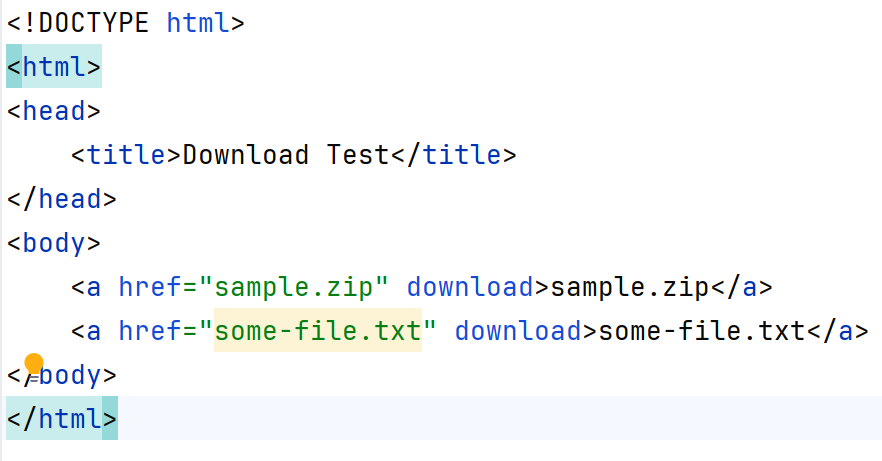 <!DOCTYPE html>
<html>
<head>
    <title>Download Test</title>
</head>
<body>
    <a href="sample.zip" download>sample.zip</a>
    <a href="some-file.txt" download>some-file.txt</a>
</body>
</html>